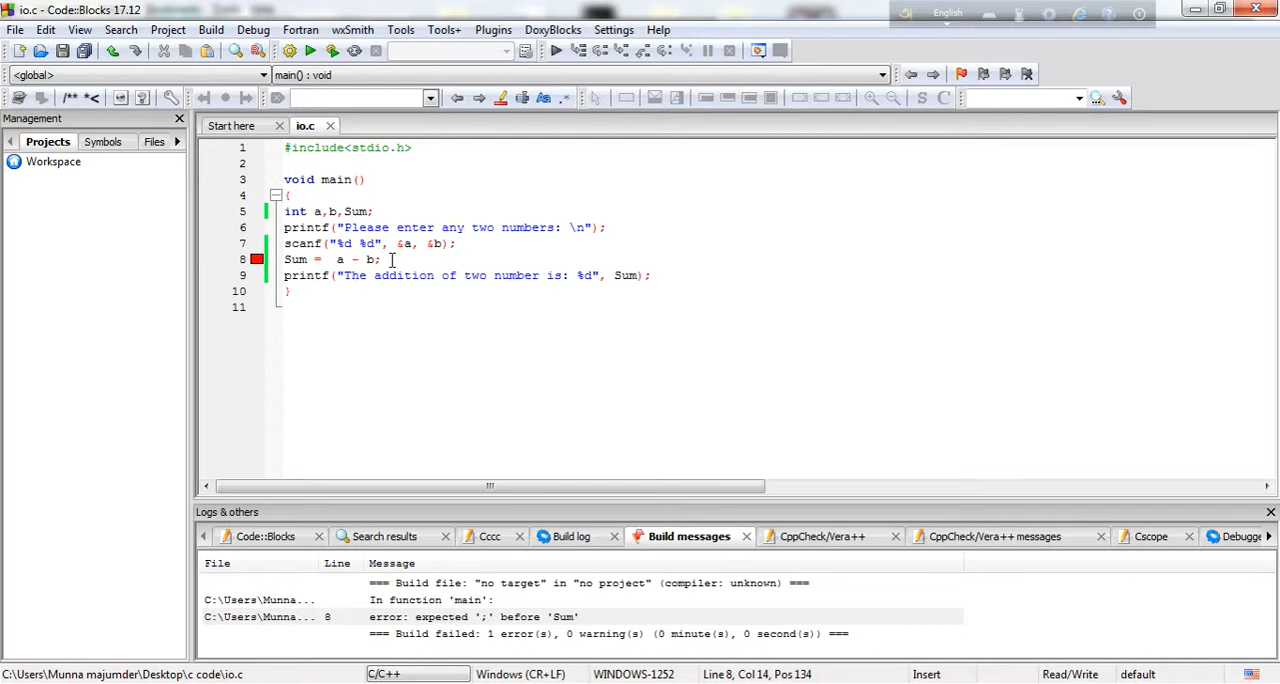 io.c - Code::Blocks 17.12
English
File Edit View Search Project Build Debug Fortran wxSmith Tools Tools+ Plugins DoxyBlocks Settings Help
<global> main() : void
/** *< S C
Management
Projects Symbols Files
Workspace
Start here io.c
1 #include<stdio.h>
2
3 void main()
4 {
5 int a,b,Sum;
6 printf("Please enter any two numbers: \n");
7 scanf("%d %d", &a, &b);
8 Sum = a - b;
9 printf("The addition of two number is: %d", Sum);
10 }
11
Logs & others
Code::Blocks Search results Cccc Build log Build messages CppCheck/Vera++ CppCheck/Vera++ messages Cscope Debugge
File Line Message
=== Build file: "no target" in "no project" (compiler: unknown) ===
C:\Users\Munna... In function 'main':
C:\Users\Munna... 8 error: expected ';' before 'Sum'
=== Build failed: 1 error(s), 0 warning(s) (0 minute(s), 0 second(s)) ===
C:\Users\Munna majumder\Desktop\c code\io.c C/C++ Windows (CR+LF) WINDOWS-1252 Line 8, Col 14, Pos 134 Insert Read/Write default